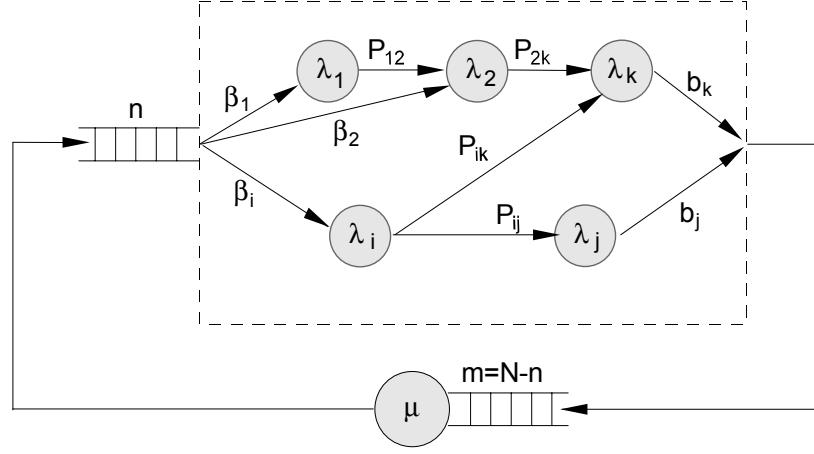 P₁₂ P₂ₖ
λ₁ λ₂ λₖ
n β₁ bₖ
β₂
Pᵢₖ
βᵢ
Pᵢⱼ bⱼ
λᵢ λⱼ
m=N-n
μ